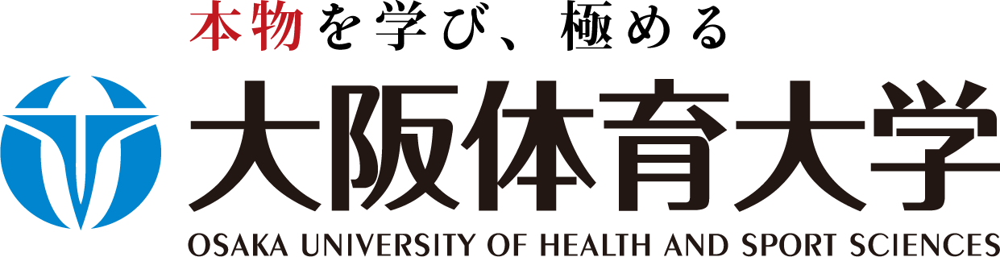 本物を学び、極める
大阪体育大学
OSAKA UNIVERSITY OF HEALTH AND SPORT SCIENCES